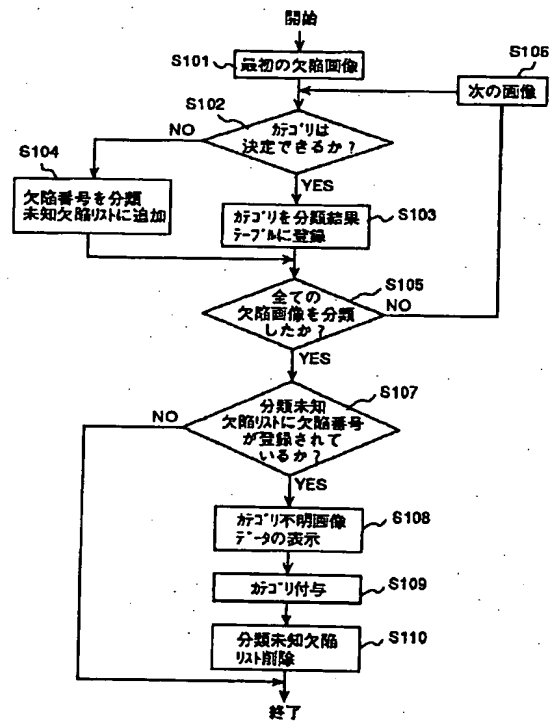 開始
S101
最初の欠陥画像
S106
次の画像
S102
NO
カテゴリは
決定できるか?
S104
YES
欠陥番号を分類
未知欠陥リストに追加
カテゴリを分類結果
テーブルに登録
S103
S105
全ての
欠陥画像を分類
したか?
NO
YES
S107
NO
分類未知
欠陥リストに欠陥番号
が登録されて
いるか?
YES
カテゴリ不明画像
データの表示
S108
カテゴリ付与
S109
分類未知欠陥
リスト削除
S110
終了